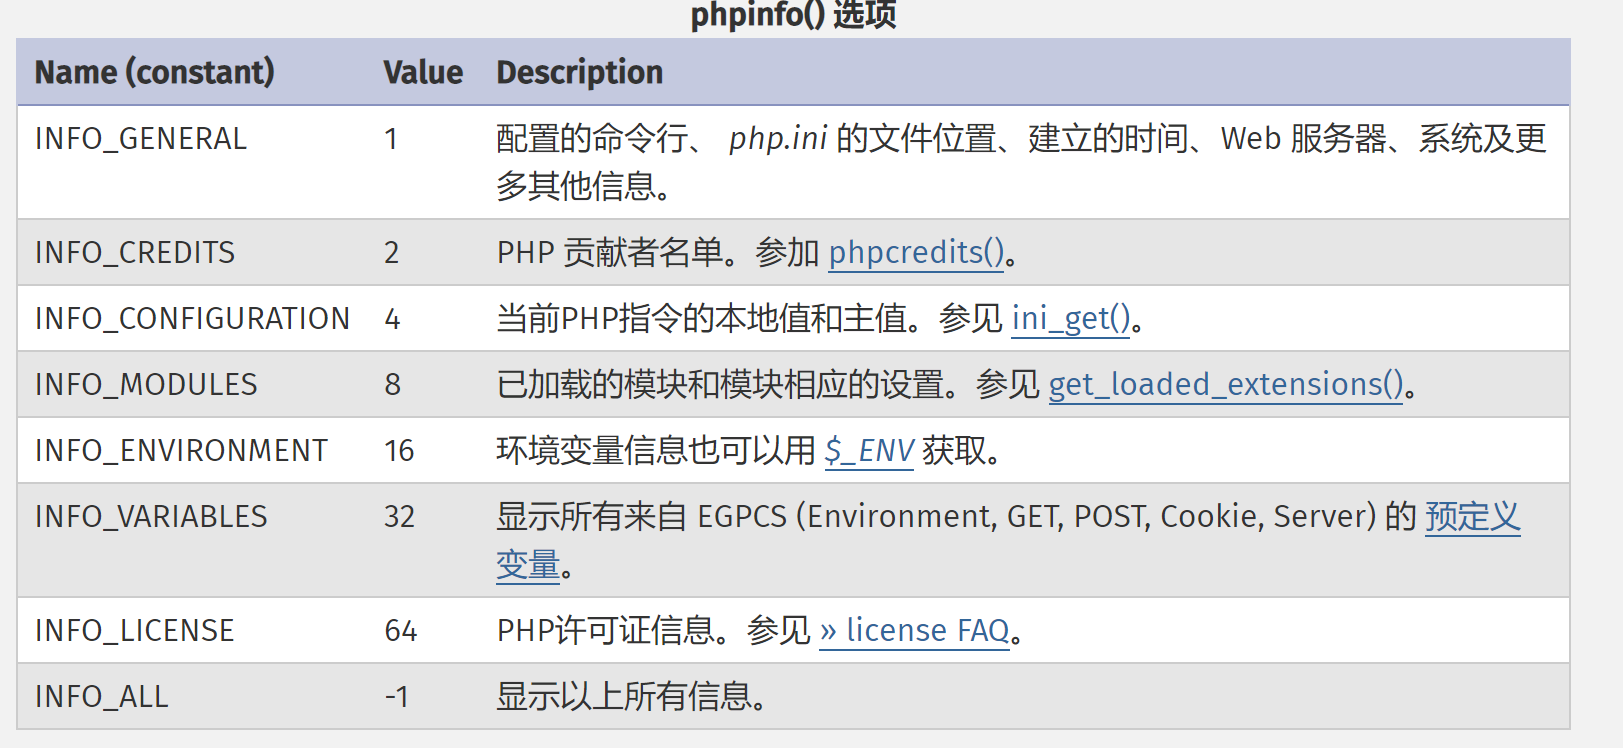 phpinfo() 选项
Name (constant) Value Description
INFO_GENERAL 1 配置的命令行、 php.ini 的文件位置、建立的时间、Web 服务器、系统及更
多其他信息。
INFO_CREDITS 2 PHP 贡献者名单。参加 phpcredits()。
INFO_CONFIGURATION 4 当前PHP指令的本地值和主值。参见 ini_get()。
INFO_MODULES 8 已加载的模块和模块相应的设置。参见 get_loaded_extensions()。
INFO_ENVIRONMENT 16 环境变量信息也可以用 $_ENV 获取。
INFO_VARIABLES 32 显示所有来自 EGPCS (Environment, GET, POST, Cookie, Server) 的 预定义
变量。
INFO_LICENSE 64 PHP许可证信息。参见 » license FAQ。
INFO_ALL -1 显示以上所有信息。